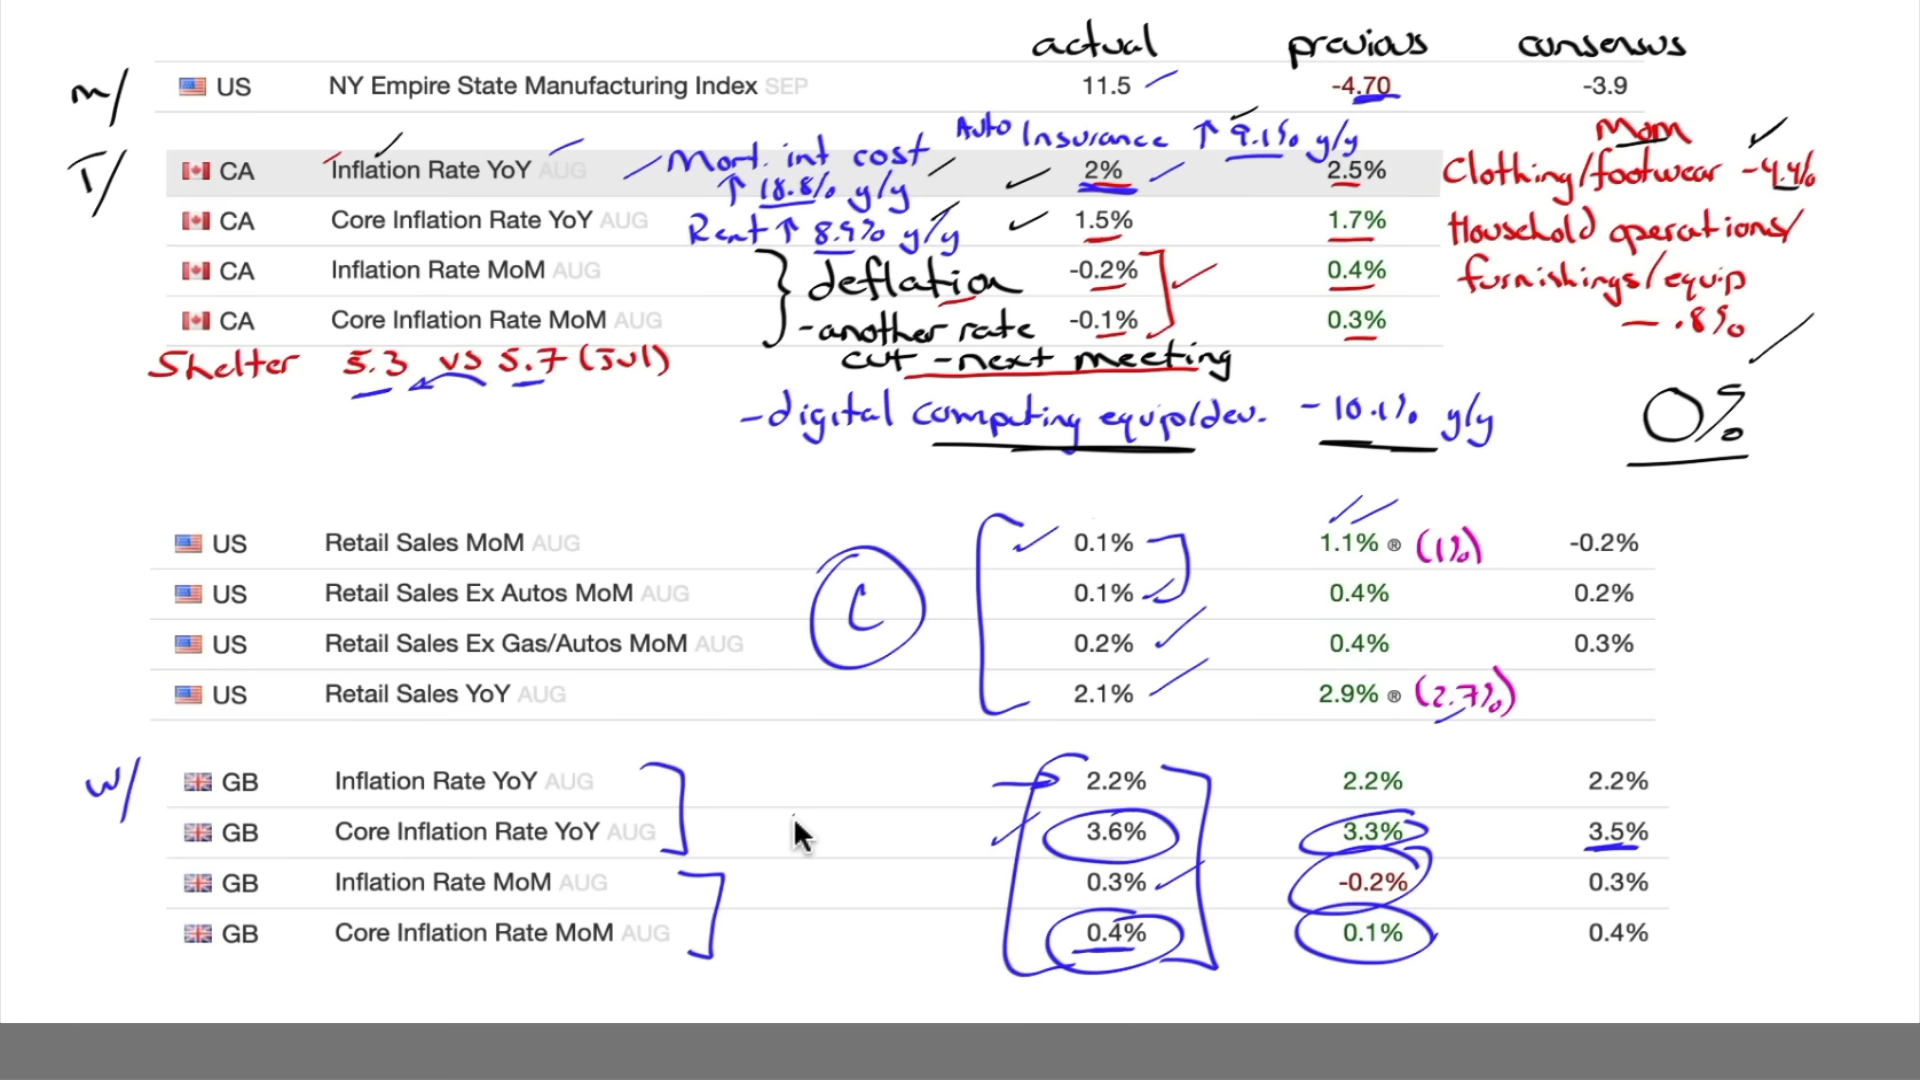 actual previous consensus
M/ US NY Empire State Manufacturing Index SEP 11.5 -4.70 -3.9
Auto Insurance ↑ 9.1% y/y
MoM
T/ CA Inflation Rate YoY AUG Mort. int cost 2% 2.5% Clothing/footwear -4.4%
↑ 18.8% y/y
CA Core Inflation Rate YoY AUG Rent ↑ 8.9% y/y 1.5% 1.7% Household operations/
CA Inflation Rate MoM AUG deflation -0.2% 0.4% furnishings/equip
CA Core Inflation Rate MoM AUG -another rate -0.1% 0.3% - .8%
Shelter 5.3 vs 5.7 (Jul) cut -next meeting
-digital computing equip/dev. -10.1% y/y 0%
US Retail Sales MoM AUG 0.1% 1.1% ® (1%) -0.2%
US Retail Sales Ex Autos MoM AUG C 0.1% 0.4% 0.2%
US Retail Sales Ex Gas/Autos MoM AUG 0.2% 0.4% 0.3%
US Retail Sales YoY AUG 2.1% 2.9% ® (2.7%)
W/ GB Inflation Rate YoY AUG 2.2% 2.2% 2.2%
GB Core Inflation Rate YoY AUG 3.6% 3.3% 3.5%
GB Inflation Rate MoM AUG 0.3% -0.2% 0.3%
GB Core Inflation Rate MoM AUG 0.4% 0.1% 0.4%